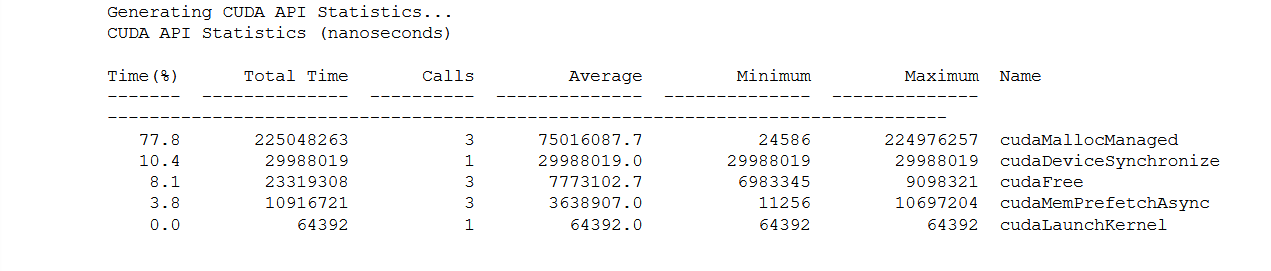 Generating CUDA API Statistics...
CUDA API Statistics (nanoseconds)
Time(%) Total Time Calls Average Minimum Maximum Name
------- -------------- ---------- -------------- -------------- --------------
--------------------------------------------------------------------------------
77.8 225048263 3 75016087.7 24586 224976257 cudaMallocManaged
10.4 29988019 1 29988019.0 29988019 29988019 cudaDeviceSynchronize
8.1 23319308 3 7773102.7 6983345 9098321 cudaFree
3.8 10916721 3 3638907.0 11256 10697204 cudaMemPrefetchAsync
0.0 64392 1 64392.0 64392 64392 cudaLaunchKernel